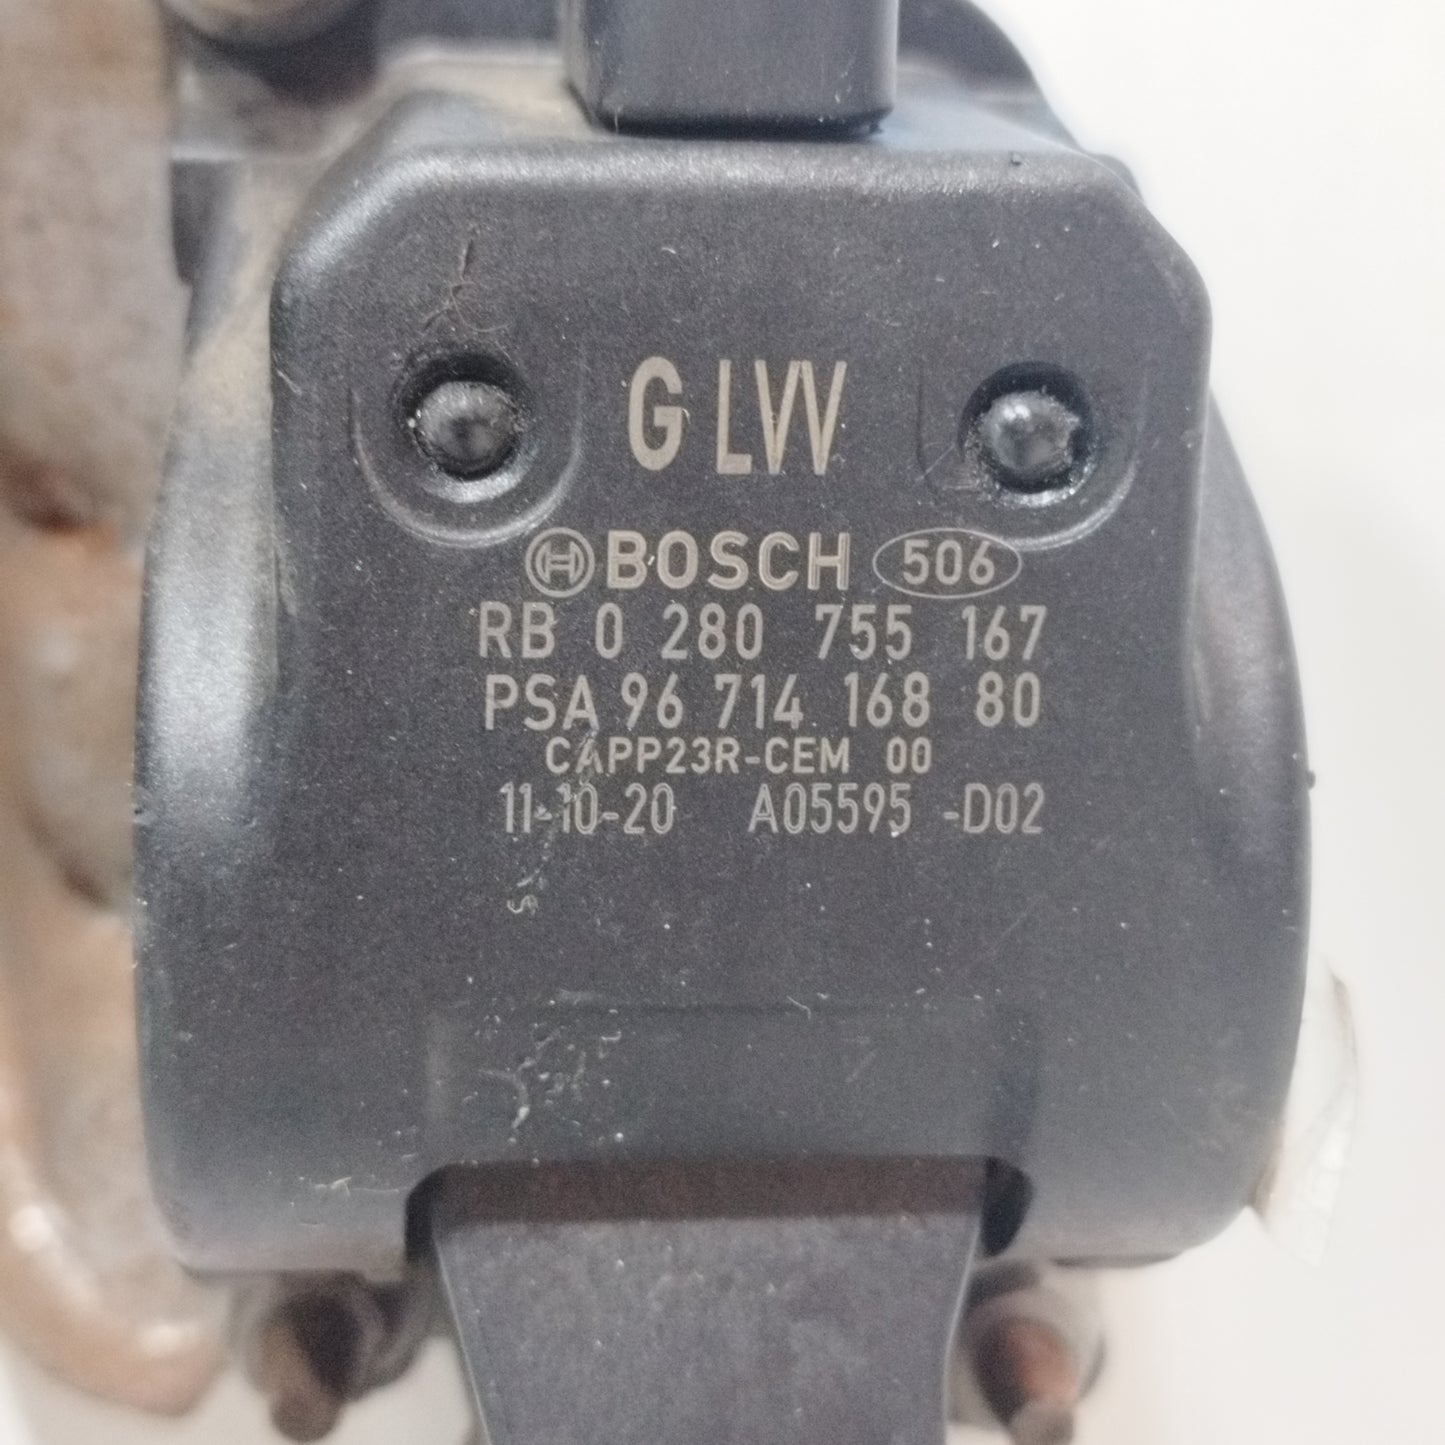 G LW
BOSCH 506
RB 0 280 755 167
PSA 96 714 168 80
CAPP23R-CEM 00
11-10-20 A05595 -D02